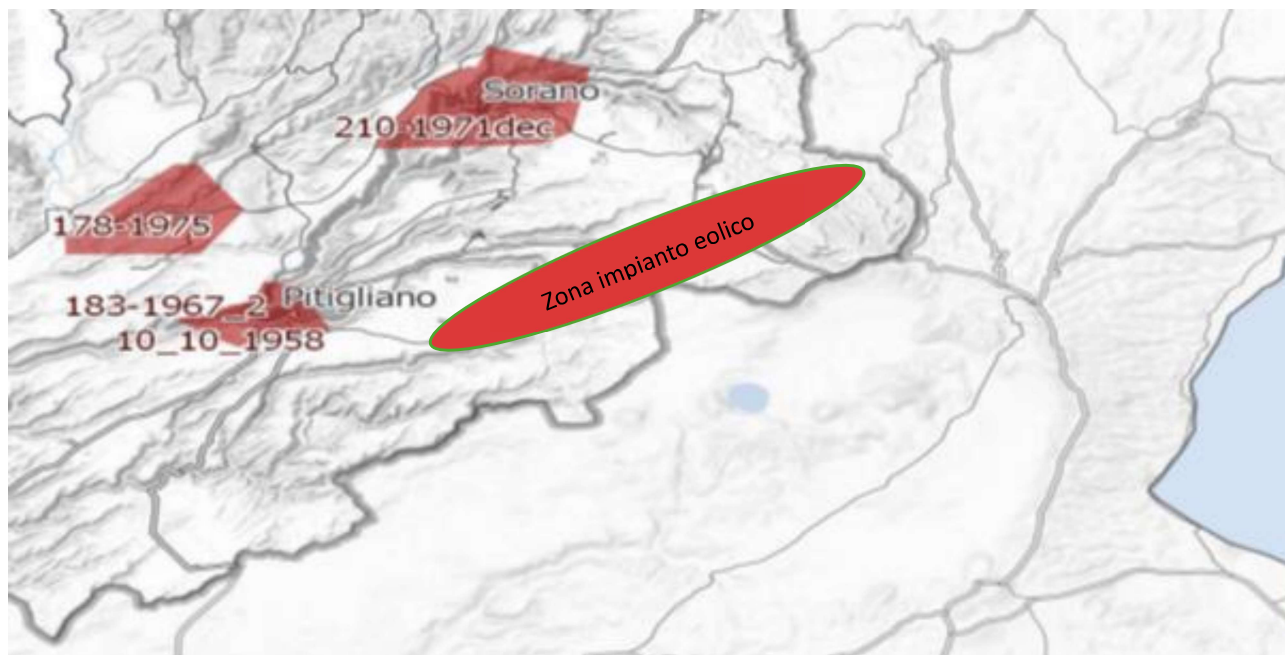 Sorano
210-1971dec
178-1975
Zona impianto eolico
Pitigliano
183-1967_2
10_10_1958